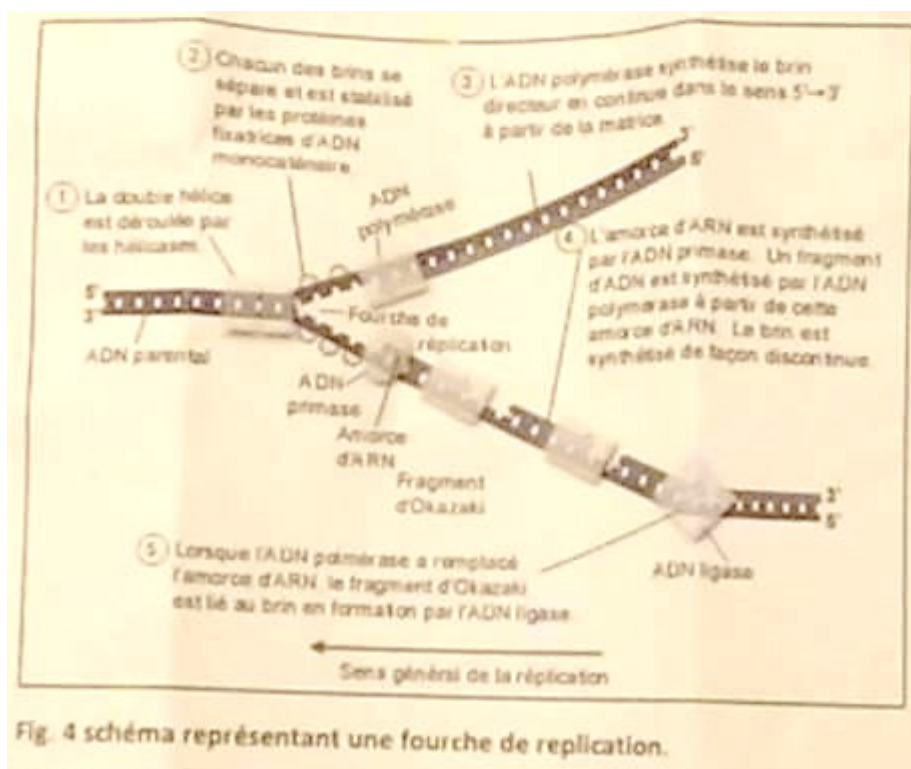 2 Chacun des brins se
sépare et est stabilisé
par les protéines
fixatrices d'ADN
monocaténaire.
3 L'ADN polymérase synthétise le brin
directeur en continue dans le sens 5'→3'
à partir de la matrice
1 La double hélice
est déroulée par
les hélicases.
ADN
polymérase
3'
5'
4 L'amorce d'ARN est synthétisé
par l'ADN primase. Un fragment
d'ADN est synthétisé par l'ADN
polymérase à partir de cette
amorce d'ARN. Le brin est
synthétisé de façon discontinue.
5'
3'
ADN parental
Fourche de
réplication
ADN
primase
Amorce
d'ARN
Fragment
d'Okazaki
3'
5'
ADN ligase
5 Lorsque l'ADN polmérase a remplacé
l'amorce d'ARN, le fragment d'Okazaki
est lié au brin en formation par l'ADN ligase.
Sens général de la réplication
Fig. 4 schéma représentant une fourche de replication.